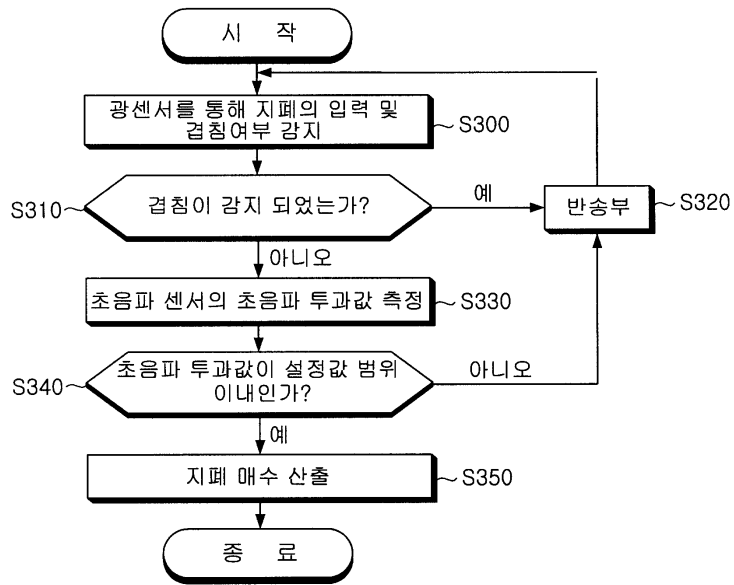 시 작
광센서를 통해 지폐의 입력 및
겹침여부 감지
S300
S310
겹침이 감지 되었는가?
예
반송부
S320
아니오
초음파 센서의 초음파 투과값 측정
S330
S340
초음파 투과값이 설정값 범위
이내인가?
아니오
예
지폐 매수 산출
S350
종 료